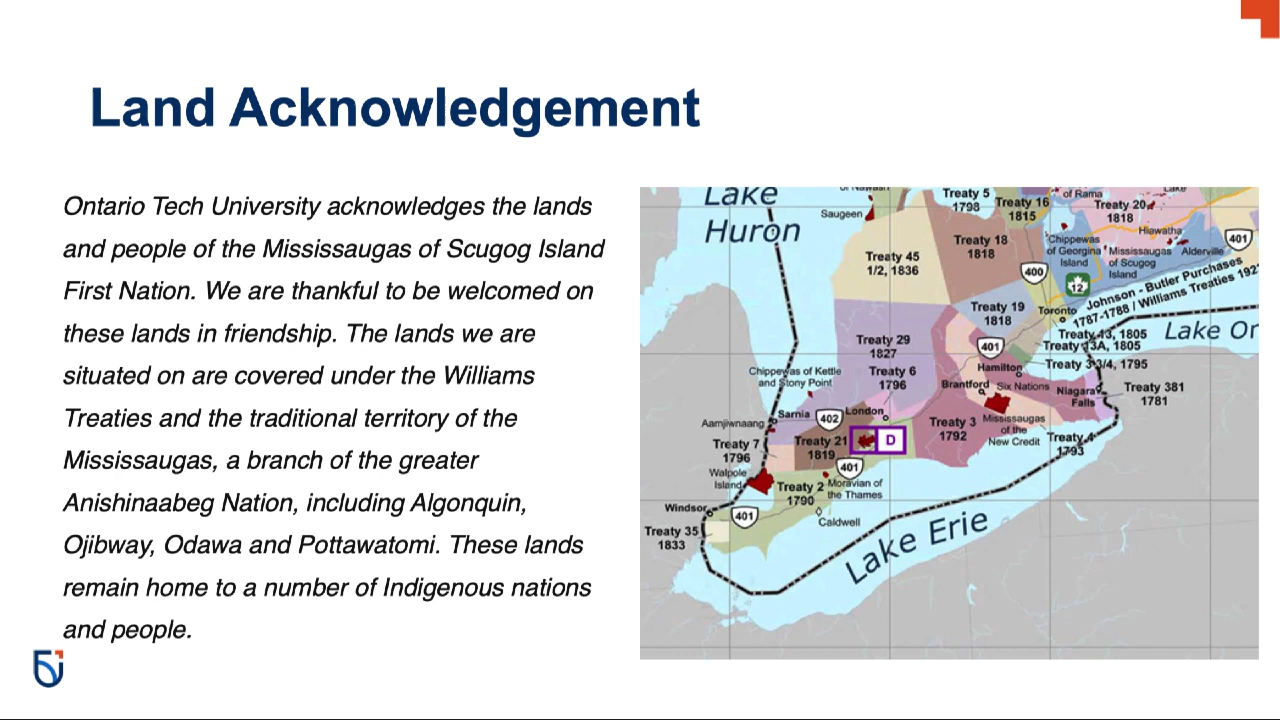 Land Acknowledgement
Ontario Tech University acknowledges the lands
and people of the Mississaugas of Scugog Island
First Nation. We are thankful to be welcomed on
these lands in friendship. The lands we are
situated on are covered under the Williams
Treaties and the traditional territory of the
Mississaugas, a branch of the greater
Anishinaabeg Nation, including Algonquin,
Ojibway, Odawa and Pottawatomi. These lands
remain home to a number of Indigenous nations
and people.
Lake
Huron
Saugeen
Treaty 5
1798
Treaty 16
1815
of Rama
Lake
Treaty 20
1818
Hiawatha
401
Treaty 45
1/2, 1836
Treaty 18
1818
400
Chippewas
of Georgina
Island
Mississaugas
of Scugog
Island
Alderville
12
Johnson - Butler Purchases
1787-1788 / Williams Treaties 192
Treaty 19
1818
Toronto
Lake Or
Treaty 13, 1805
Treaty 13A, 1805
Treaty 3 3/4, 1795
401
Hamilton
Treaty 29
1827
Chippewas of Kettle
and Stony Point
Treaty 6
1796
Brantford
Six Nations
Niagara
Falls
Treaty 381
1781
Sarnia
402
London
Aamjiwnaang
Treaty 3
1792
Mississaugas
of the
New Credit
Treaty 4
1793
Treaty 7
1796
Treaty 21
1819
D
401
Walpole
Island
Treaty 2
1790
Moravian of
the Thames
Windsor
401
Caldwell
Treaty 35
1833
Lake Erie